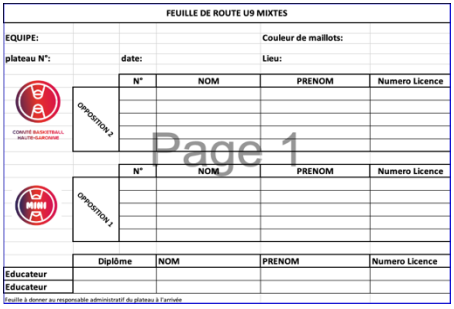 FEUILLE DE ROUTE U9 MIXTES
EQUIPE: Couleur de maillots:
plateau N°: date: Lieu:
N° NOM PRENOM Numero Licence
OPPOSITION 2
COMITÉ BASKETBALL
HAUTE-GARONNE
Page 1
N° NOM PRENOM Numero Licence
OPPOSITION 1
MINI
Diplôme NOM PRENOM Numero Licence
Educateur
Educateur
Feuille à donner au responsable administratif du plateau à l'arrivée